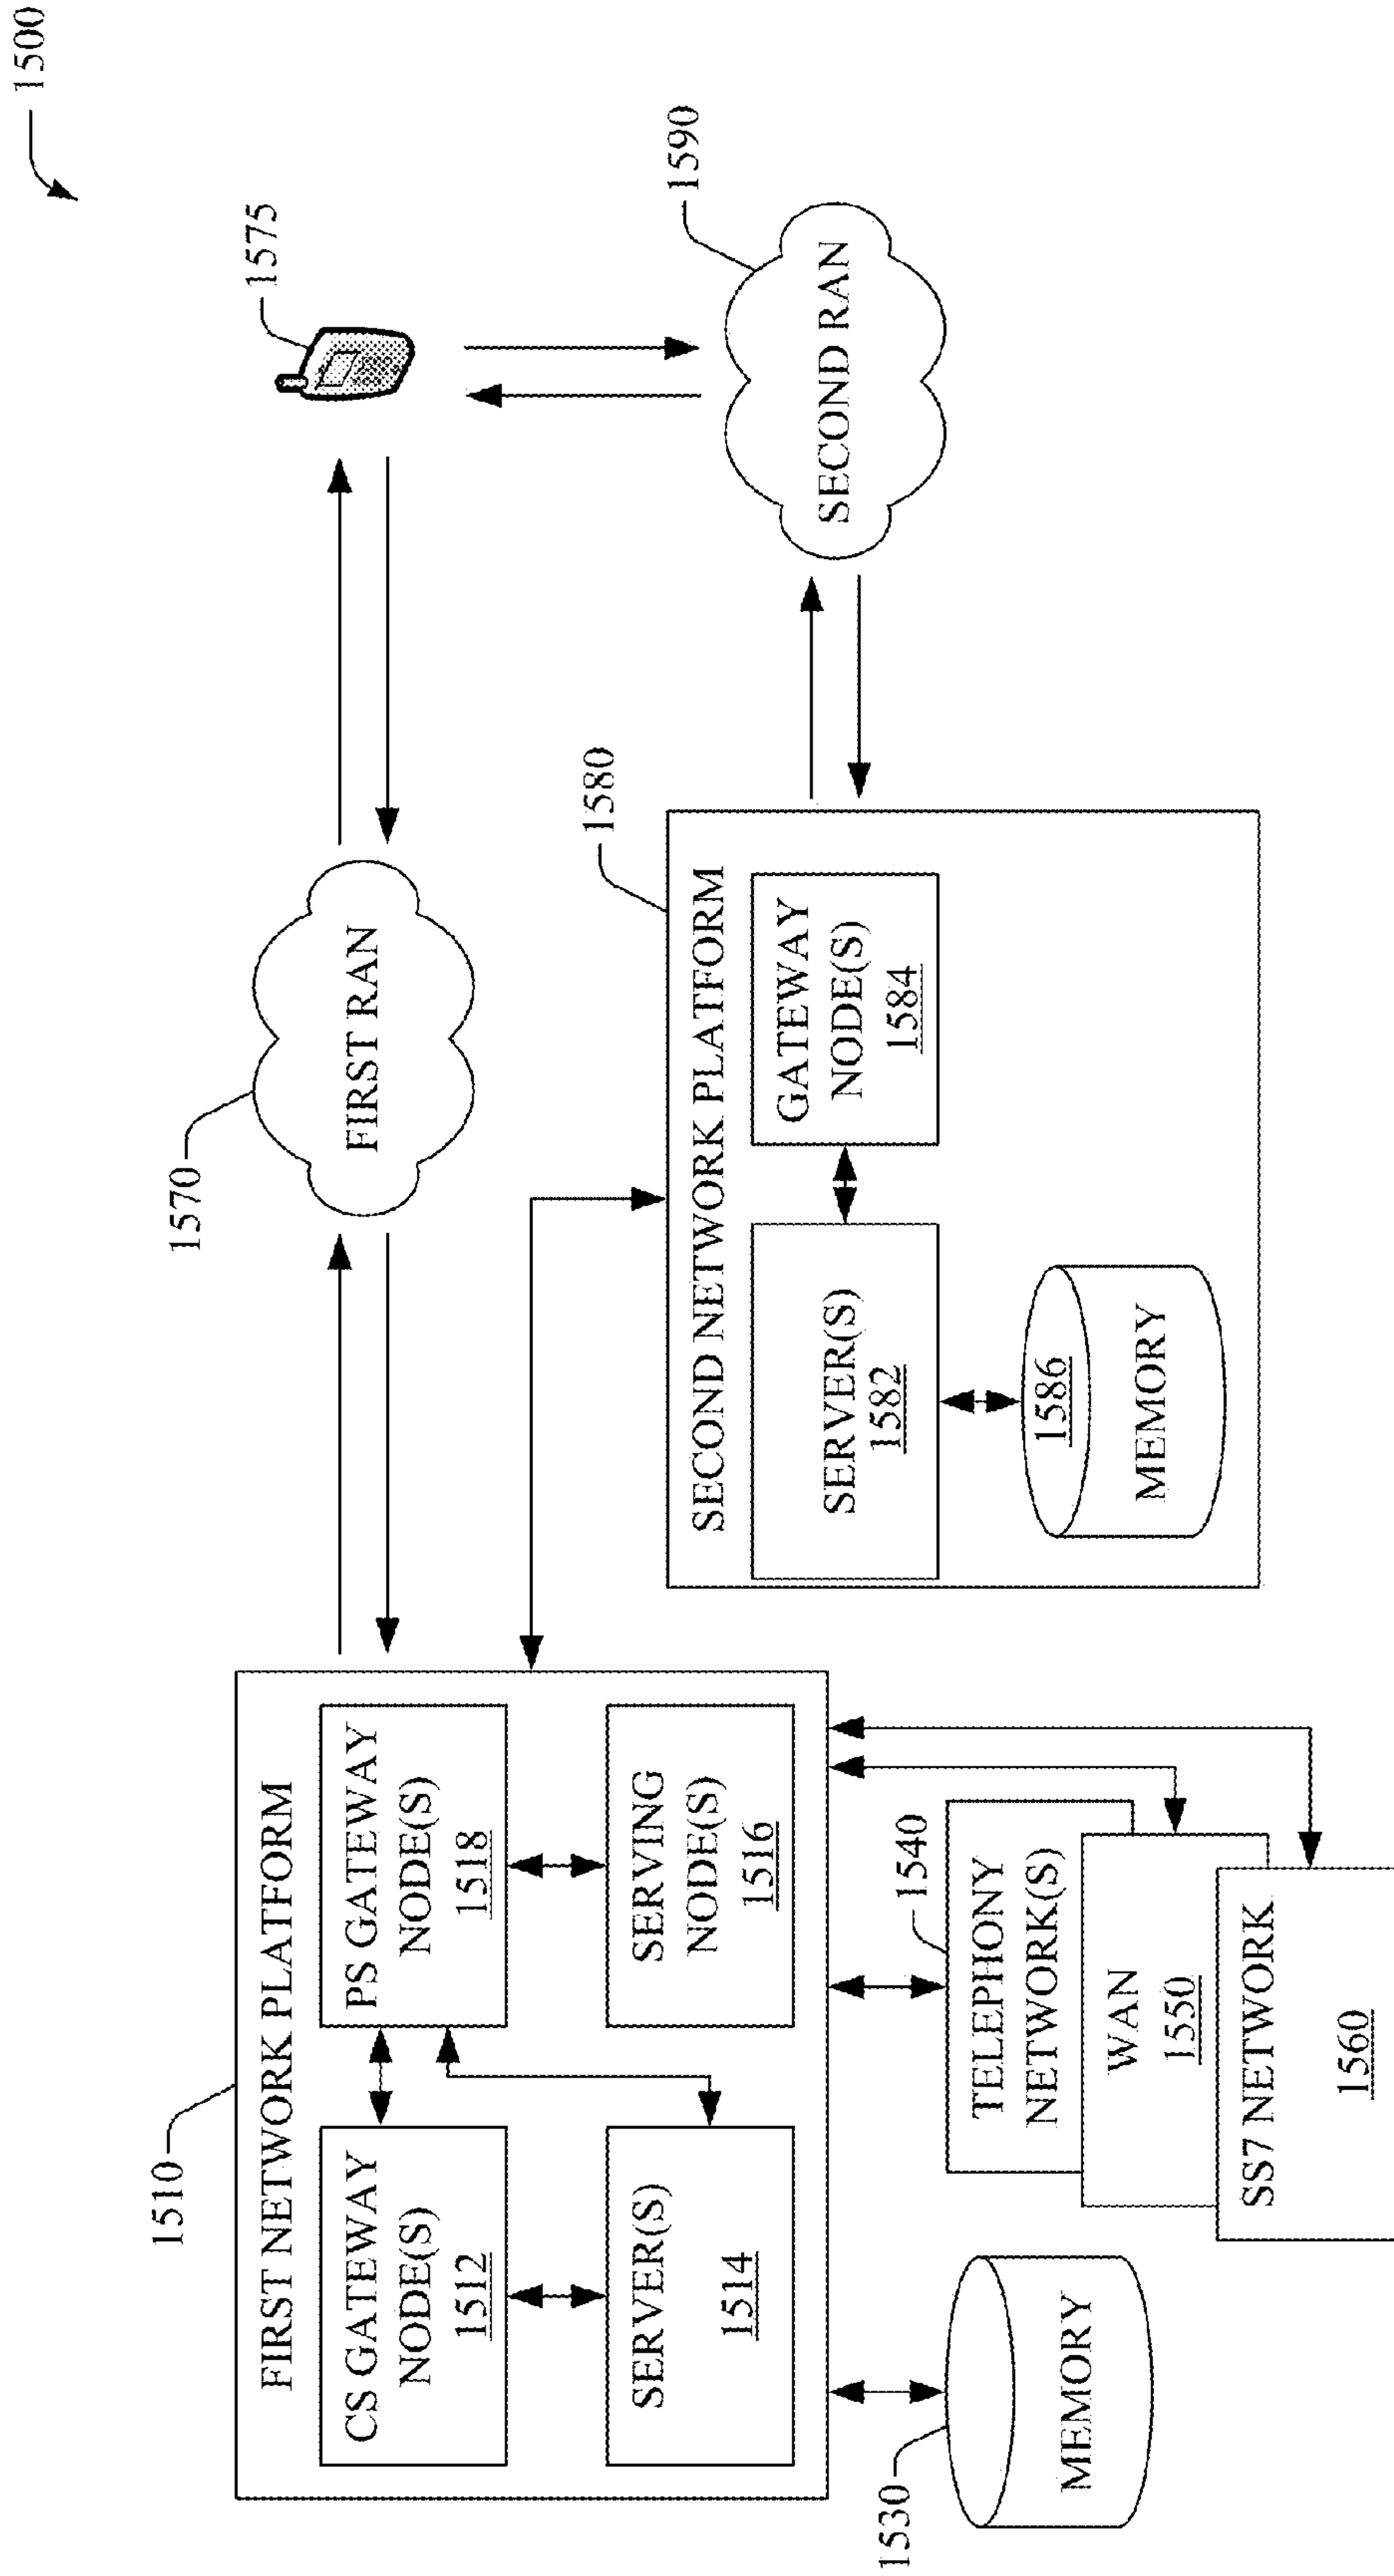 1500
1510
FIRST NETWORK PLATFORM
CS GATEWAY
NODE(S)
1512
PS GATEWAY
NODE(S)
1518
SERVER(S)
1514
SERVING
NODE(S)
1516
1570
FIRST RAN
1575
1530
MEMORY
1540
TELEPHONY
NETWORK(S)
WAN
1550
SS7 NETWORK
1560
1580
SECOND NETWORK PLATFORM
SERVER(S)
1582
GATEWAY
NODE(S)
1584
1586
MEMORY
1590
SECOND RAN